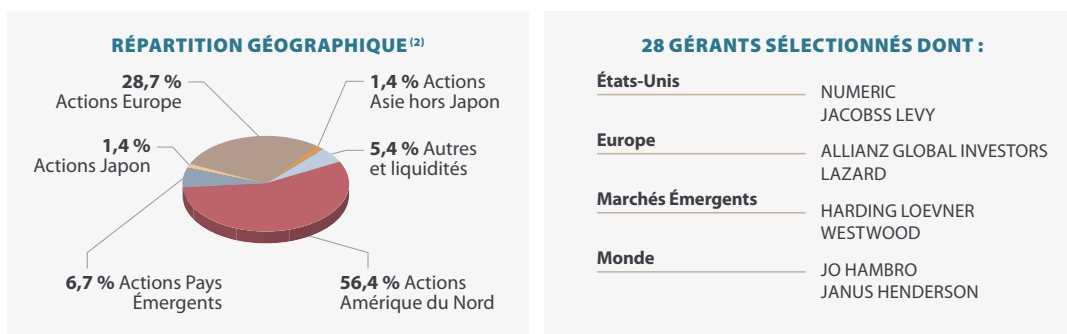 RÉPARTITION GÉOGRAPHIQUE (2)
28,7 %
Actions Europe
1,4 % Actions
Asie hors Japon
1,4 %
Actions Japon
5,4 % Autres
et liquidités
6,7 % Actions Pays
Émergents
56,4 % Actions
Amérique du Nord
28 GÉRANTS SÉLECTIONNÉS DONT :
États-Unis
NUMERIC
JACOBSS LEVY
Europe
ALLIANZ GLOBAL INVESTORS
LAZARD
Marchés Émergents
HARDING LOEVNER
WESTWOOD
Monde
JO HAMBRO
JANUS HENDERSON